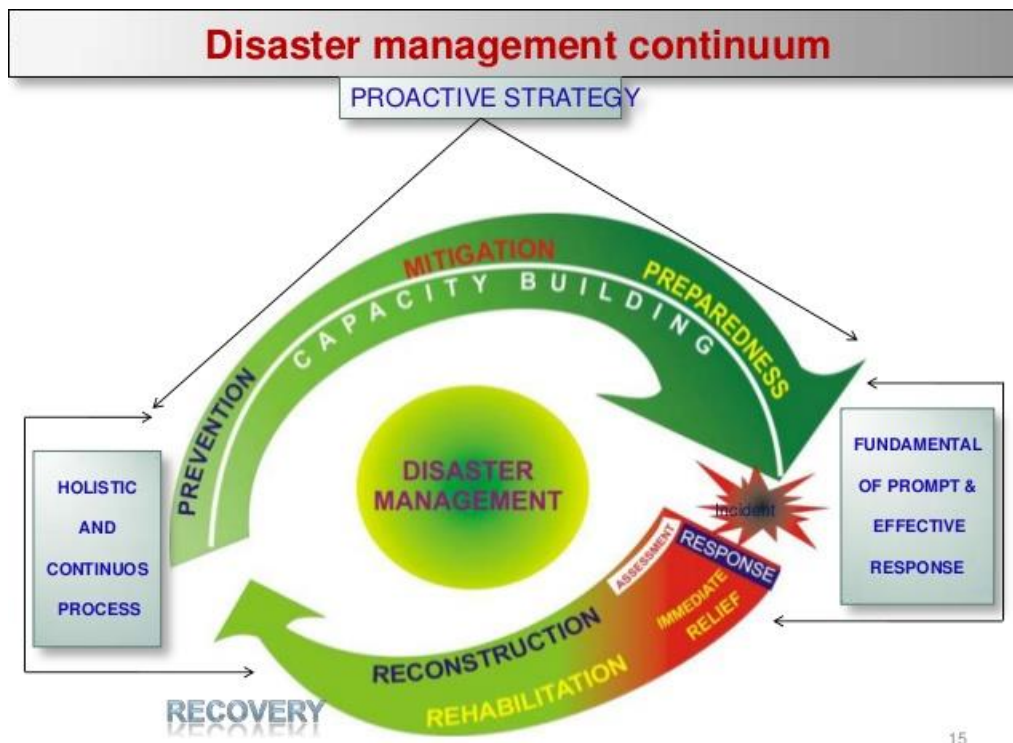 Disaster management continuum
PROACTIVE STRATEGY
PREVENTION
MITIGATION
PREPAREDNESS
CAPACITY BUILDING
HOLISTIC
AND
CONTINUOS
PROCESS
DISASTER
MANAGEMENT
Incident
FUNDAMENTAL
OF PROMPT &
EFFECTIVE
RESPONSE
ASSESSMENT
RESPONSE
IMMEDIATE
RELIEF
RECONSTRUCTION
REHABILITATION
RECOVERY
15